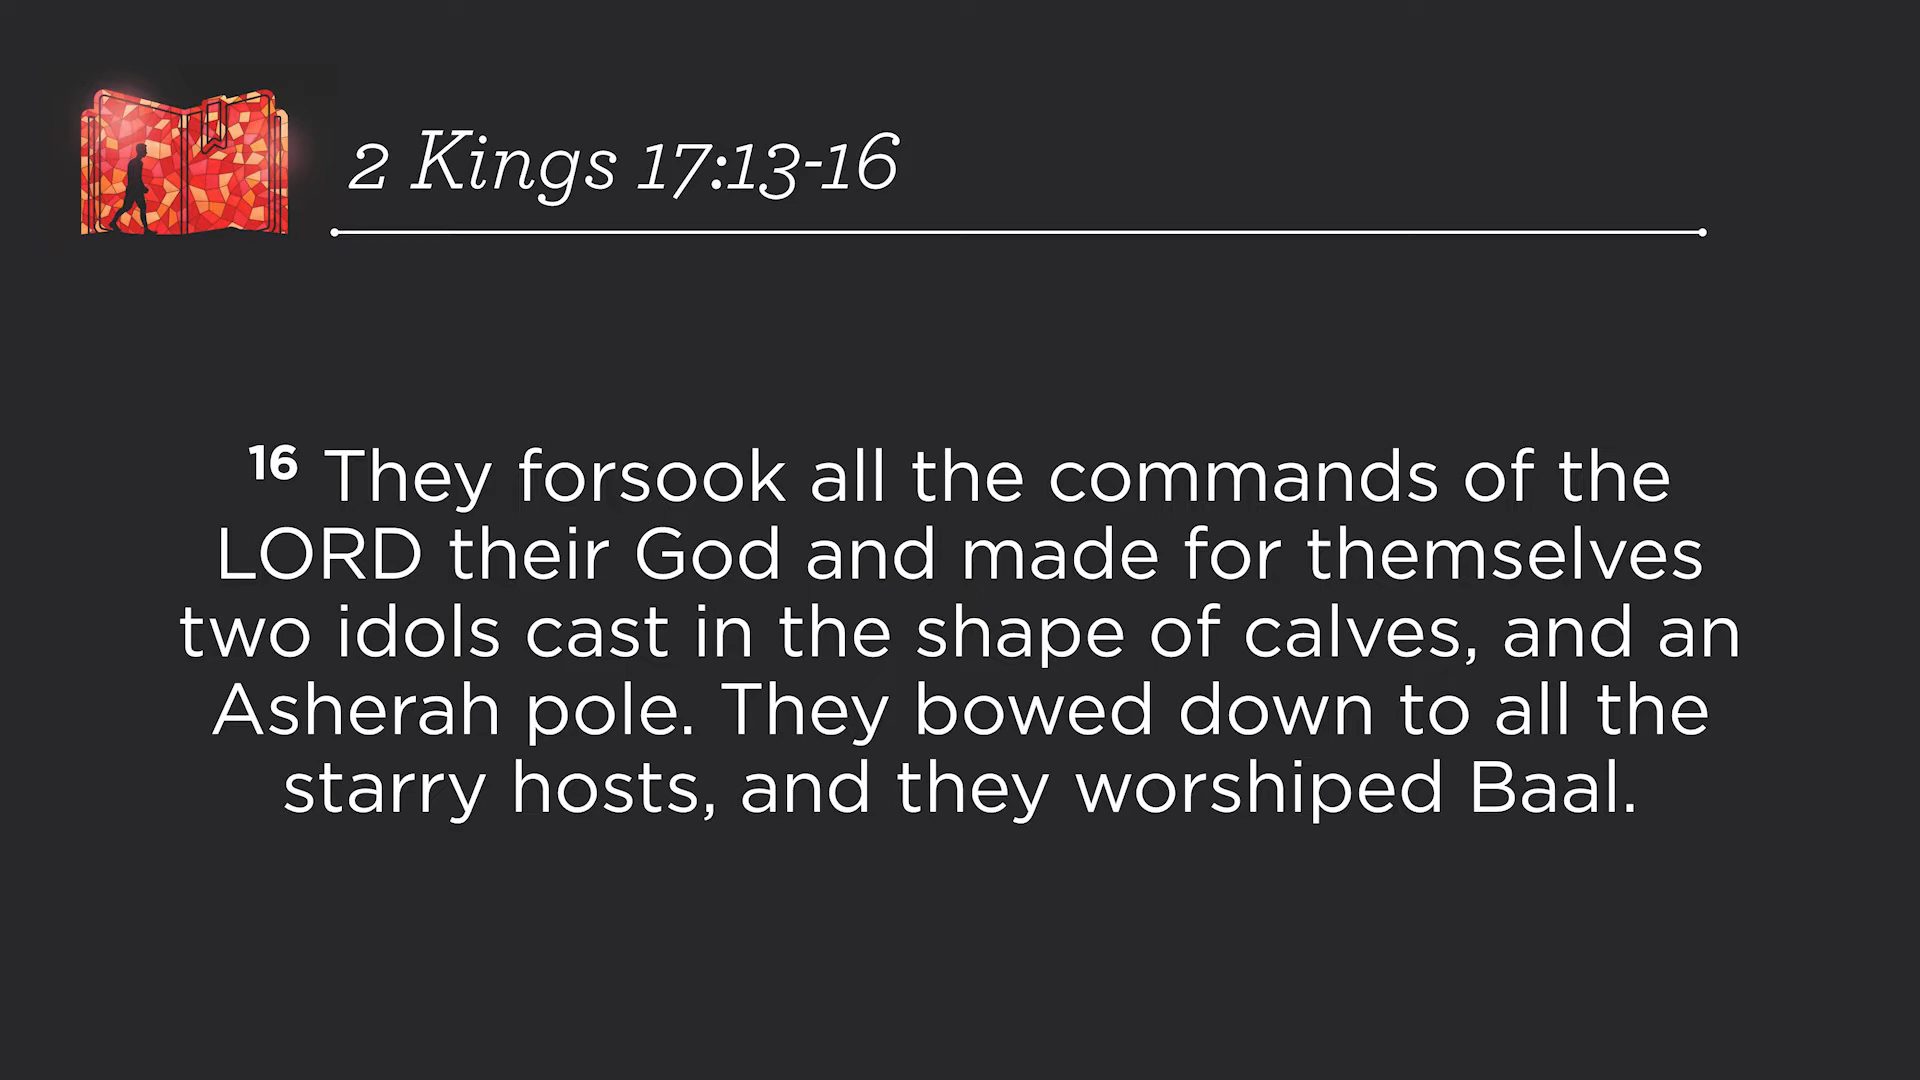 2 Kings 17:13-16
16 They forsook all the commands of the
LORD their God and made for themselves
two idols cast in the shape of calves, and an
Asherah pole. They bowed down to all the
starry hosts, and they worshiped Baal.